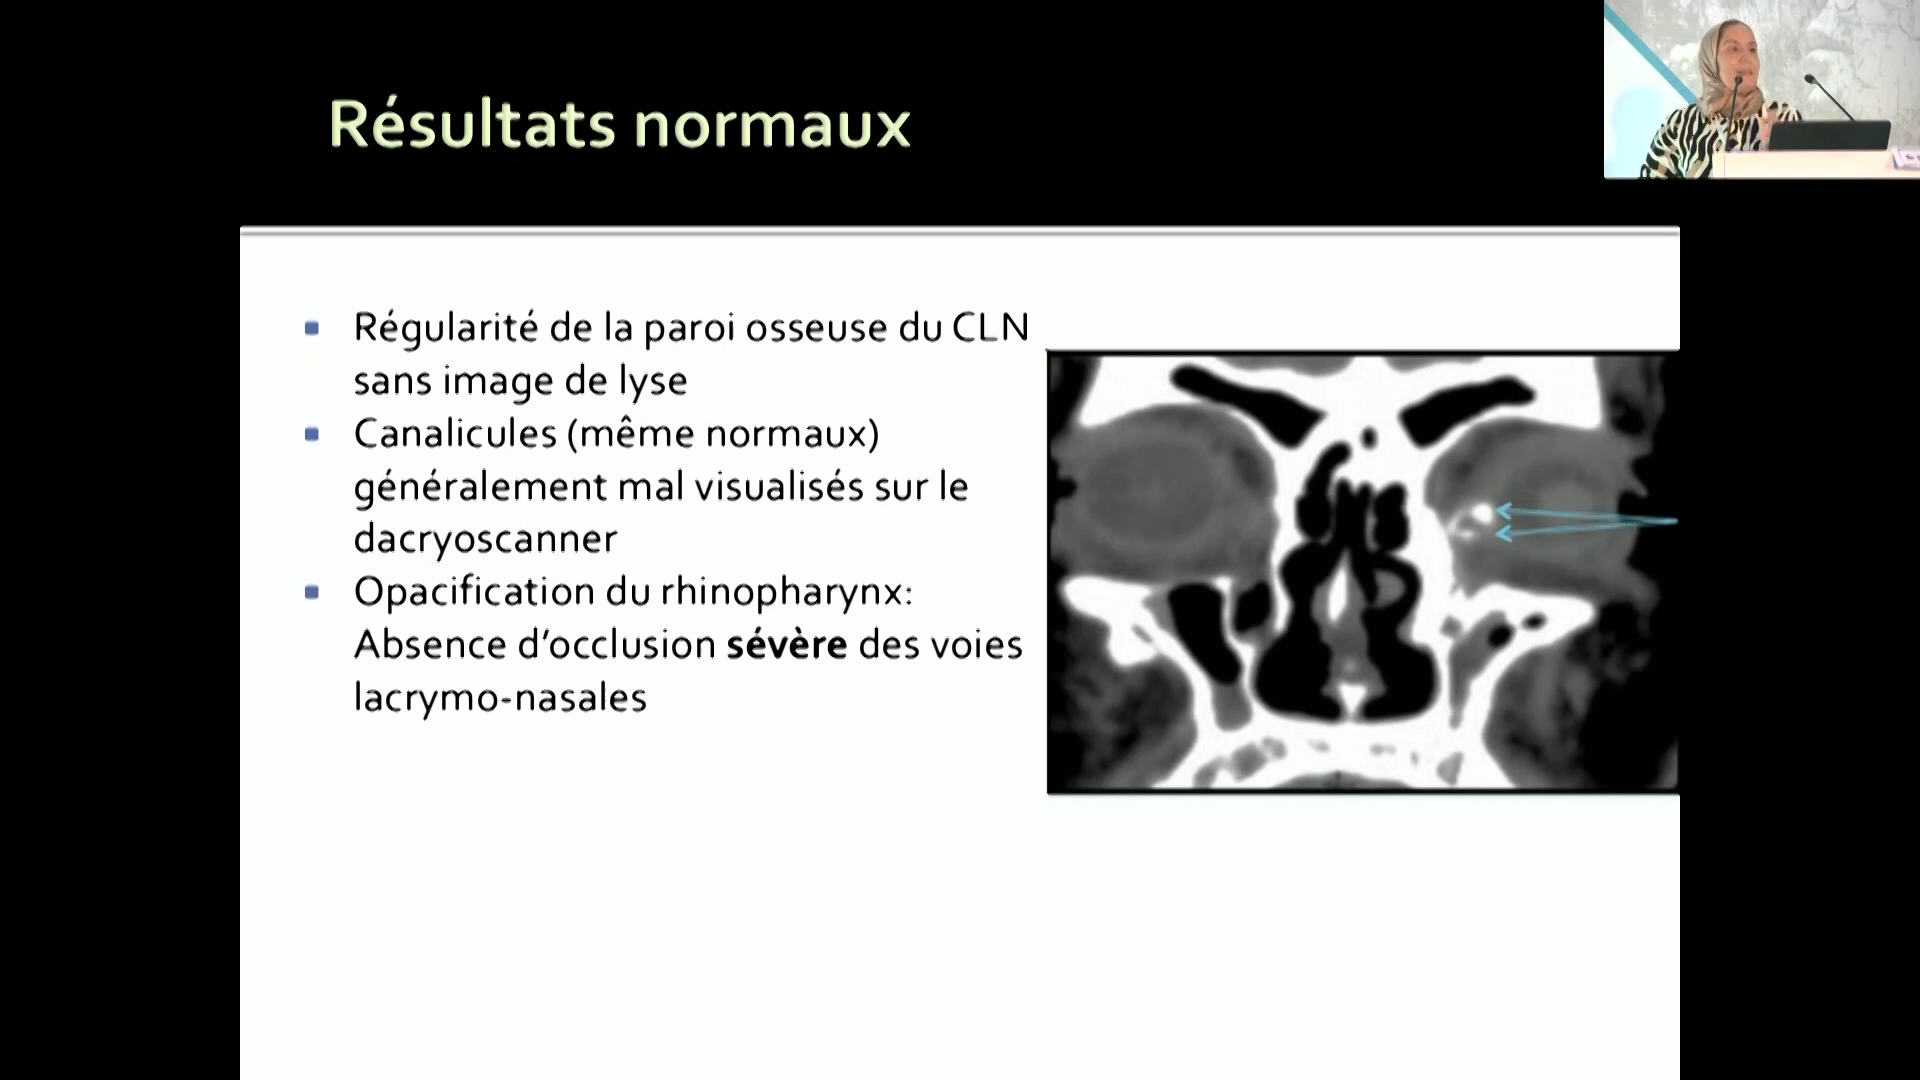 Résultats normaux
Régularité de la paroi osseuse du CLN
sans image de lyse
Canalicules (même normaux)
généralement mal visualisés sur le
dacryoscanner
Opacification du rhinopharynx:
Absence d’occlusion sévère des voies
lacrymo-nasales